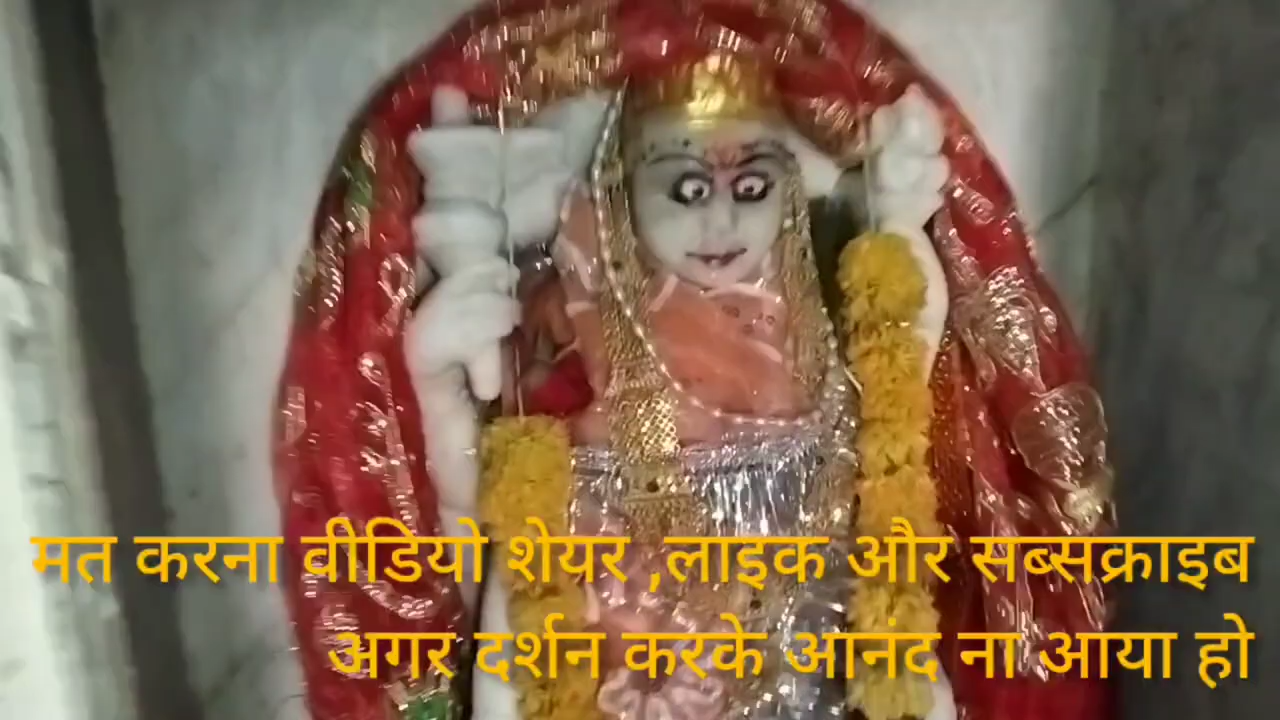 मत करना वीडियो शेयर ,लाइक और सब्सक्राइब
अगर दर्शन करके आनंद ना आया हो